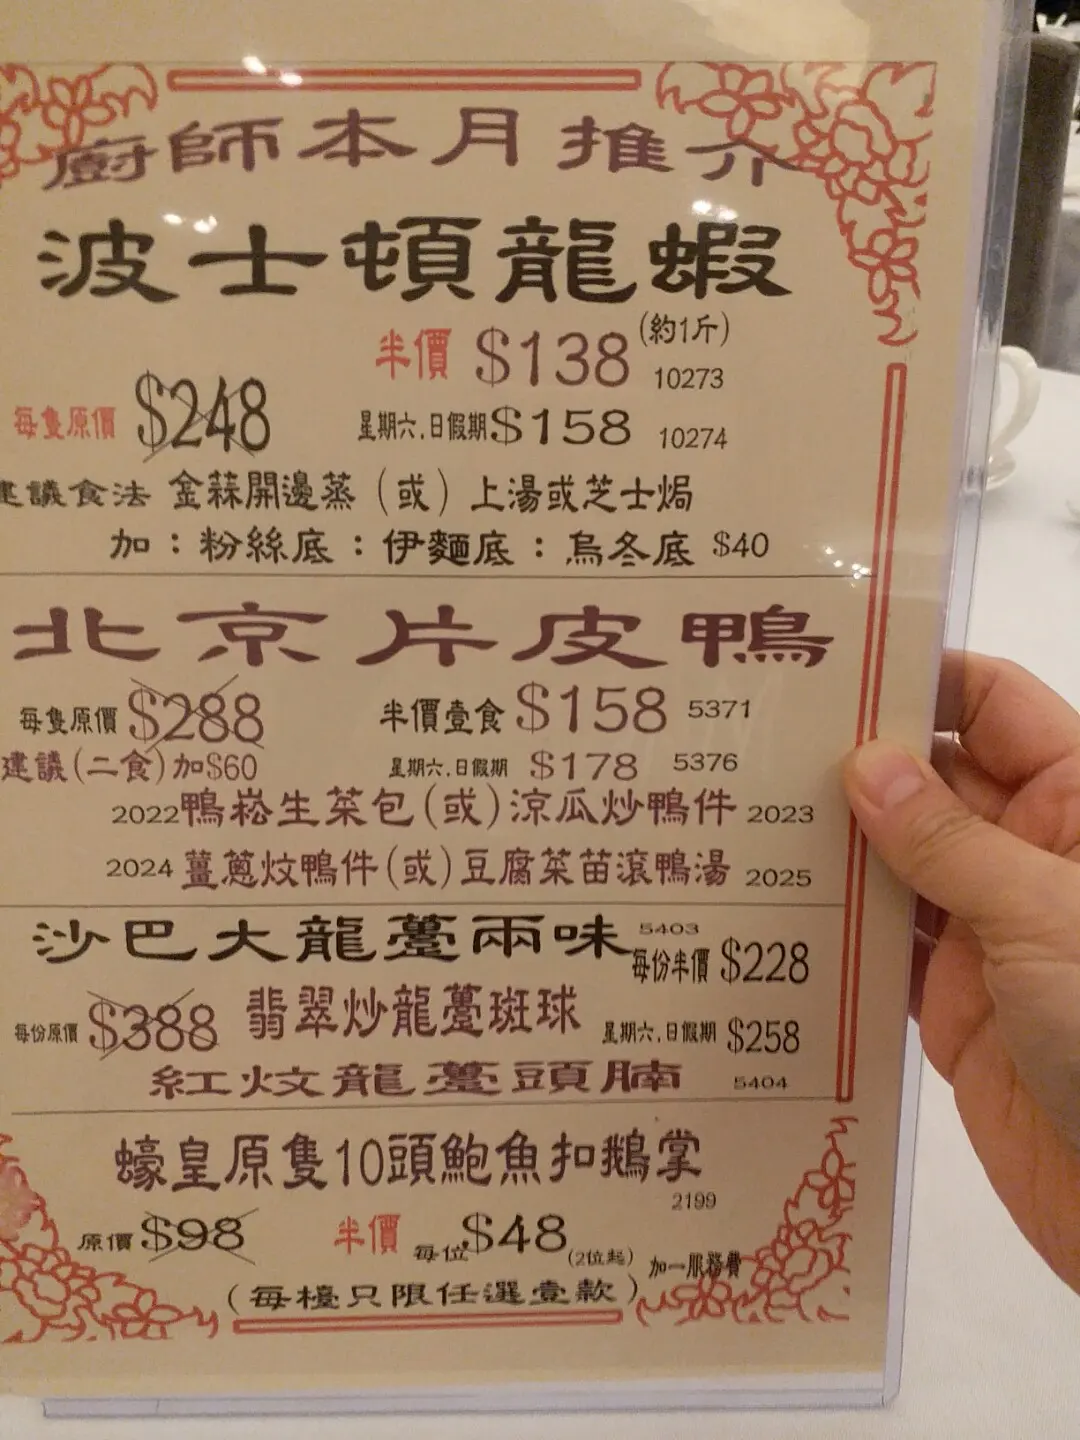 廚師本月推介
波士頓龍蝦
半價 $138 (約1斤) 10273
每隻原價 $248 星期六.日假期 $158 10274
建議食法 金蒜開邊蒸 (或) 上湯或芝士焗
加：粉絲底：伊麵底：烏冬底 $40
北京片皮鴨
每隻原價 $288 半價壹食 $158 5371
建議(二食)加$60 星期六.日假期 $178 5376
2022 鴨崧生菜包(或)涼瓜炒鴨件 2023
2024 薑蔥炆鴨件(或)豆腐菜苗滾鴨湯 2025
沙巴大龍躉兩味 5403
每份半價 $228
每份原價 $388 翡翠炒龍躉斑球 星期六.日假期 $258
紅炆龍躉頭腩 5404
蠔皇原隻10頭鮑魚扣鵝掌
2199
原價 $98 半價 每位 $48 (2位起) 加一服務費
(每檯只限任選壹款)